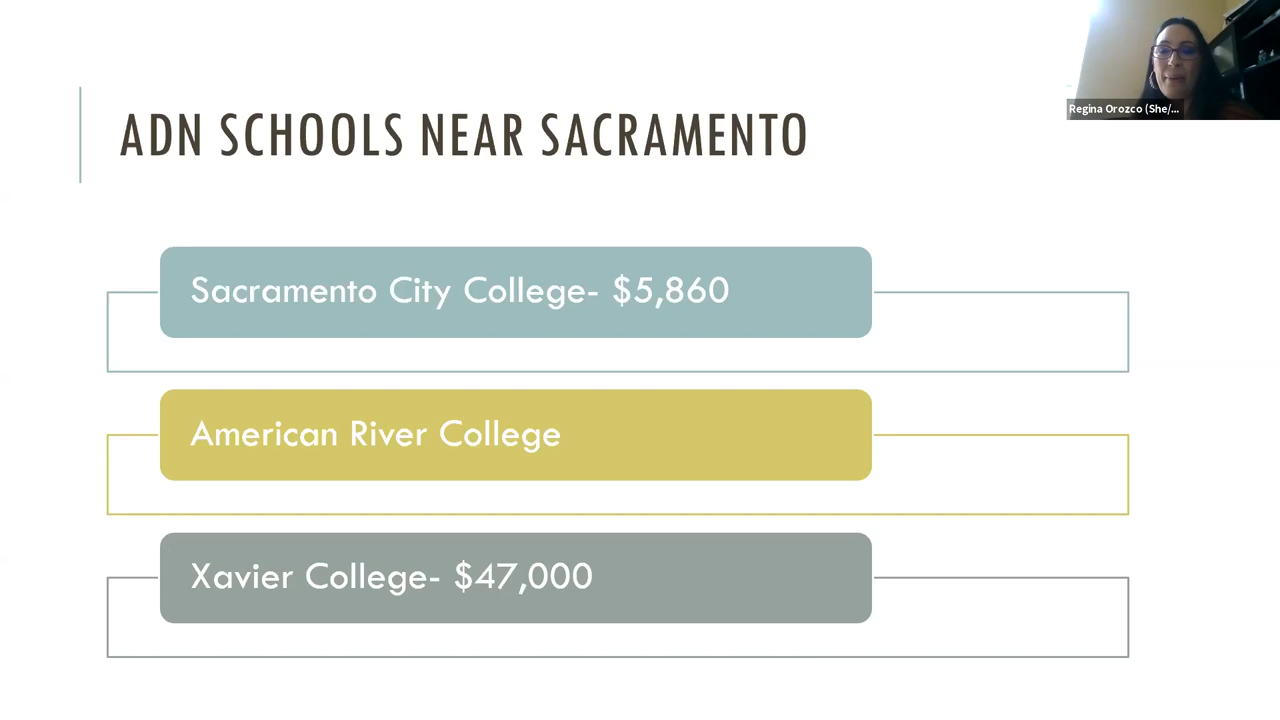 Regina Orozco (She/...
ADN SCHOOLS NEAR SACRAMENTO
Sacramento City College- $5,860
American River College
Xavier College- $47,000